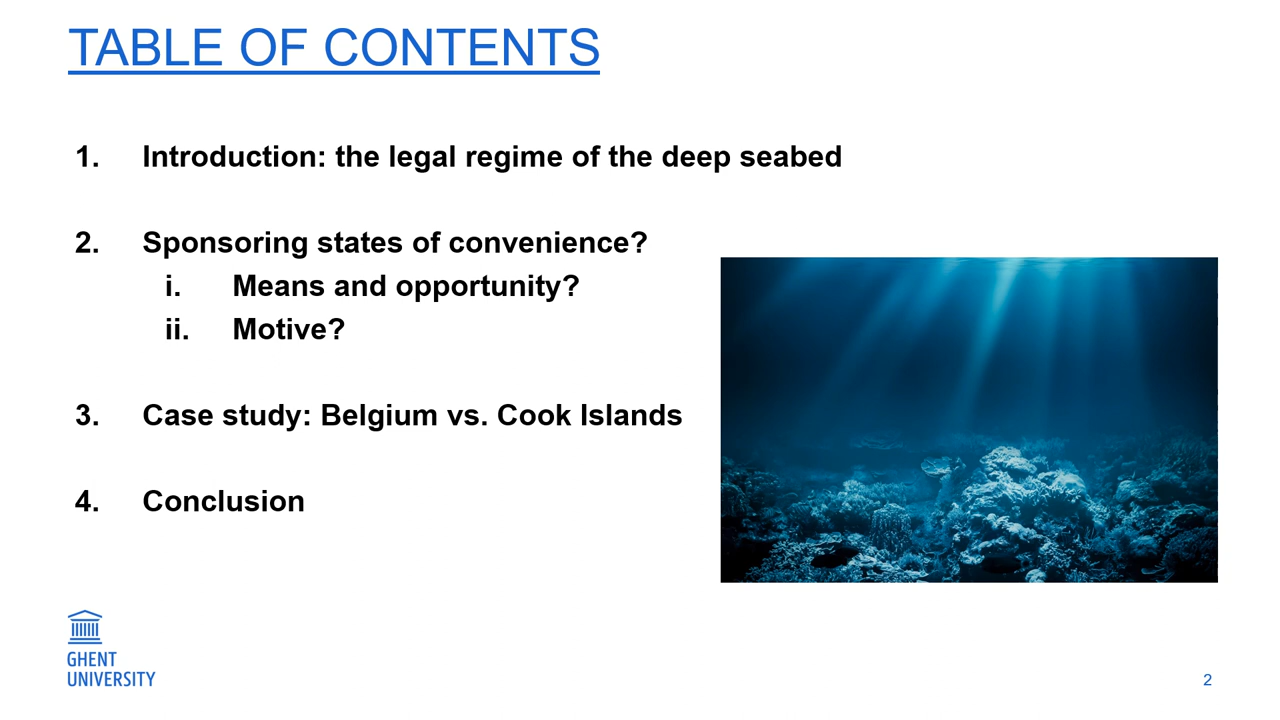 TABLE OF CONTENTS
1. Introduction: the legal regime of the deep seabed
2. Sponsoring states of convenience?
i. Means and opportunity?
ii. Motive?
3. Case study: Belgium vs. Cook Islands
4. Conclusion
GHENT
UNIVERSITY
2